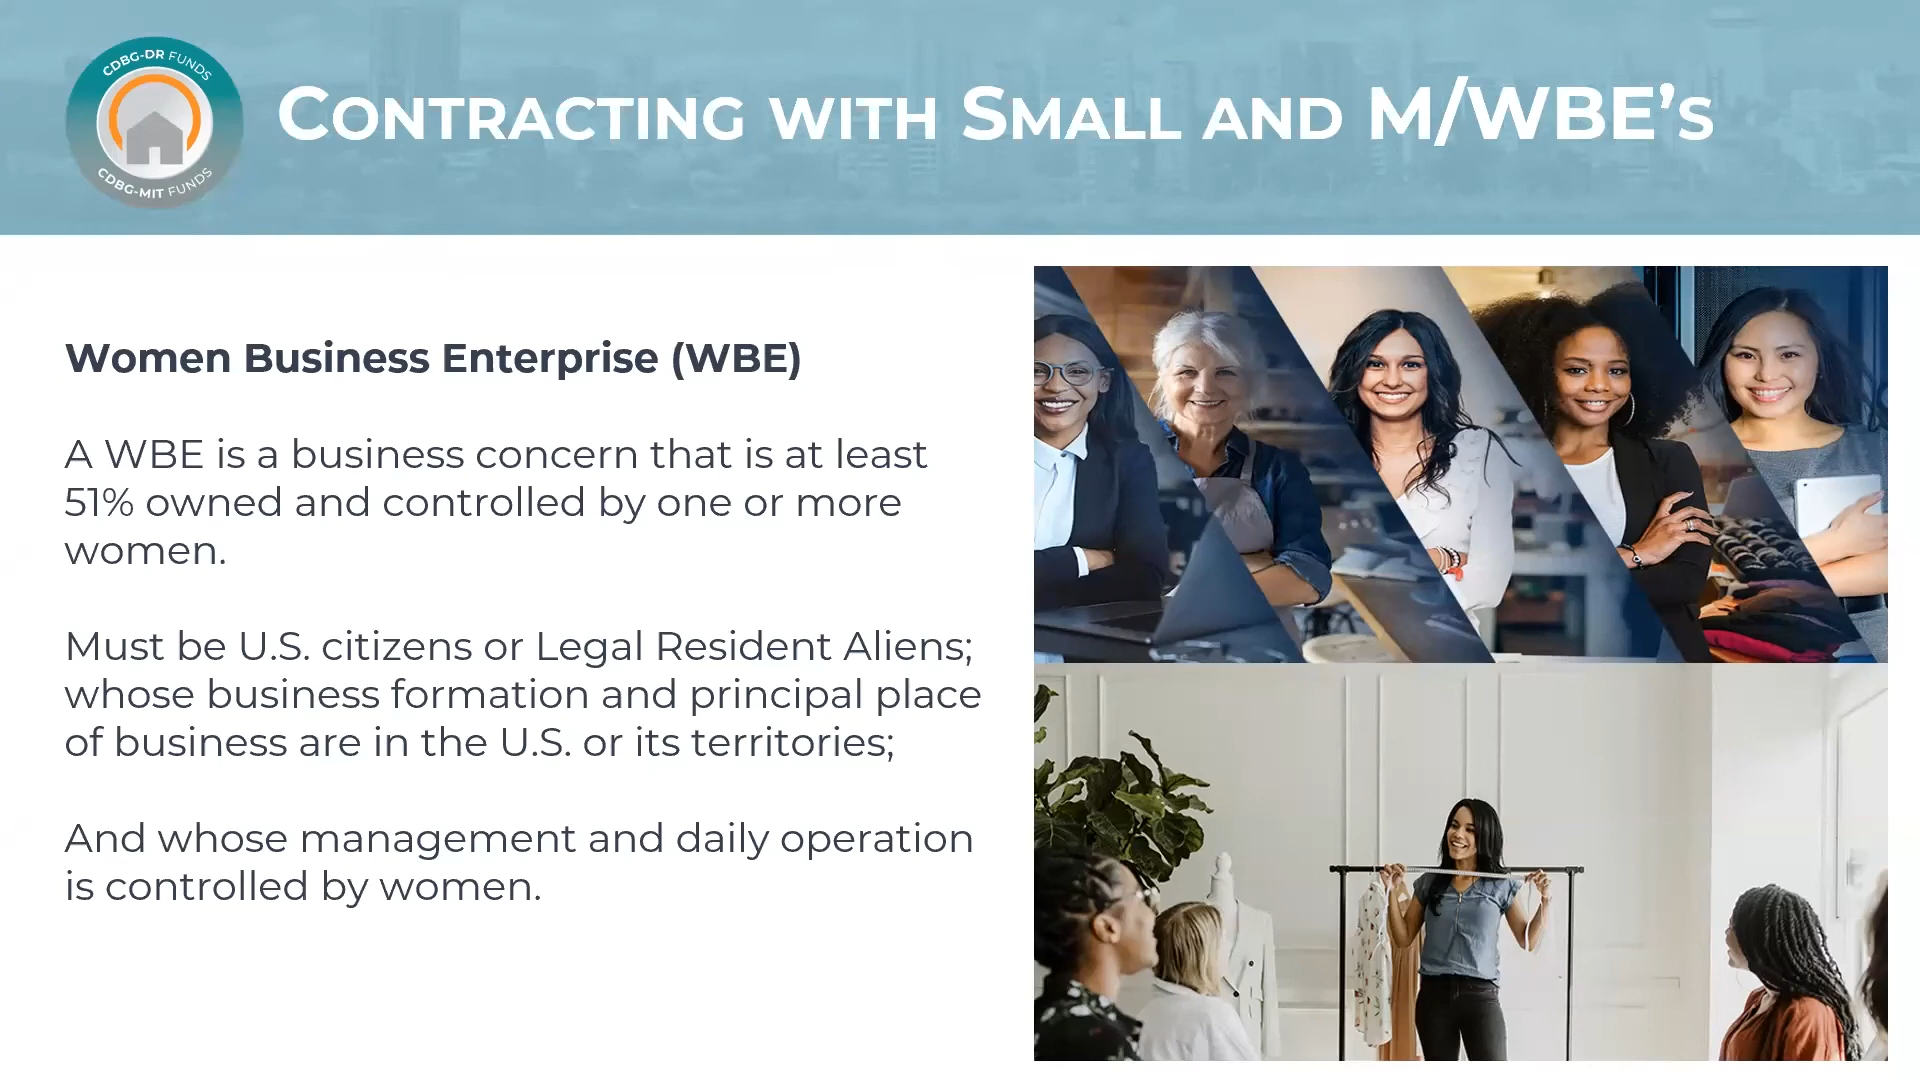 CDBG-DR FUNDS
CDBG-MIT FUNDS
CONTRACTING WITH SMALL AND M/WBE'S
Women Business Enterprise (WBE)
A WBE is a business concern that is at least
51% owned and controlled by one or more
women.
Must be U.S. citizens or Legal Resident Aliens;
whose business formation and principal place
of business are in the U.S. or its territories;
And whose management and daily operation
is controlled by women.